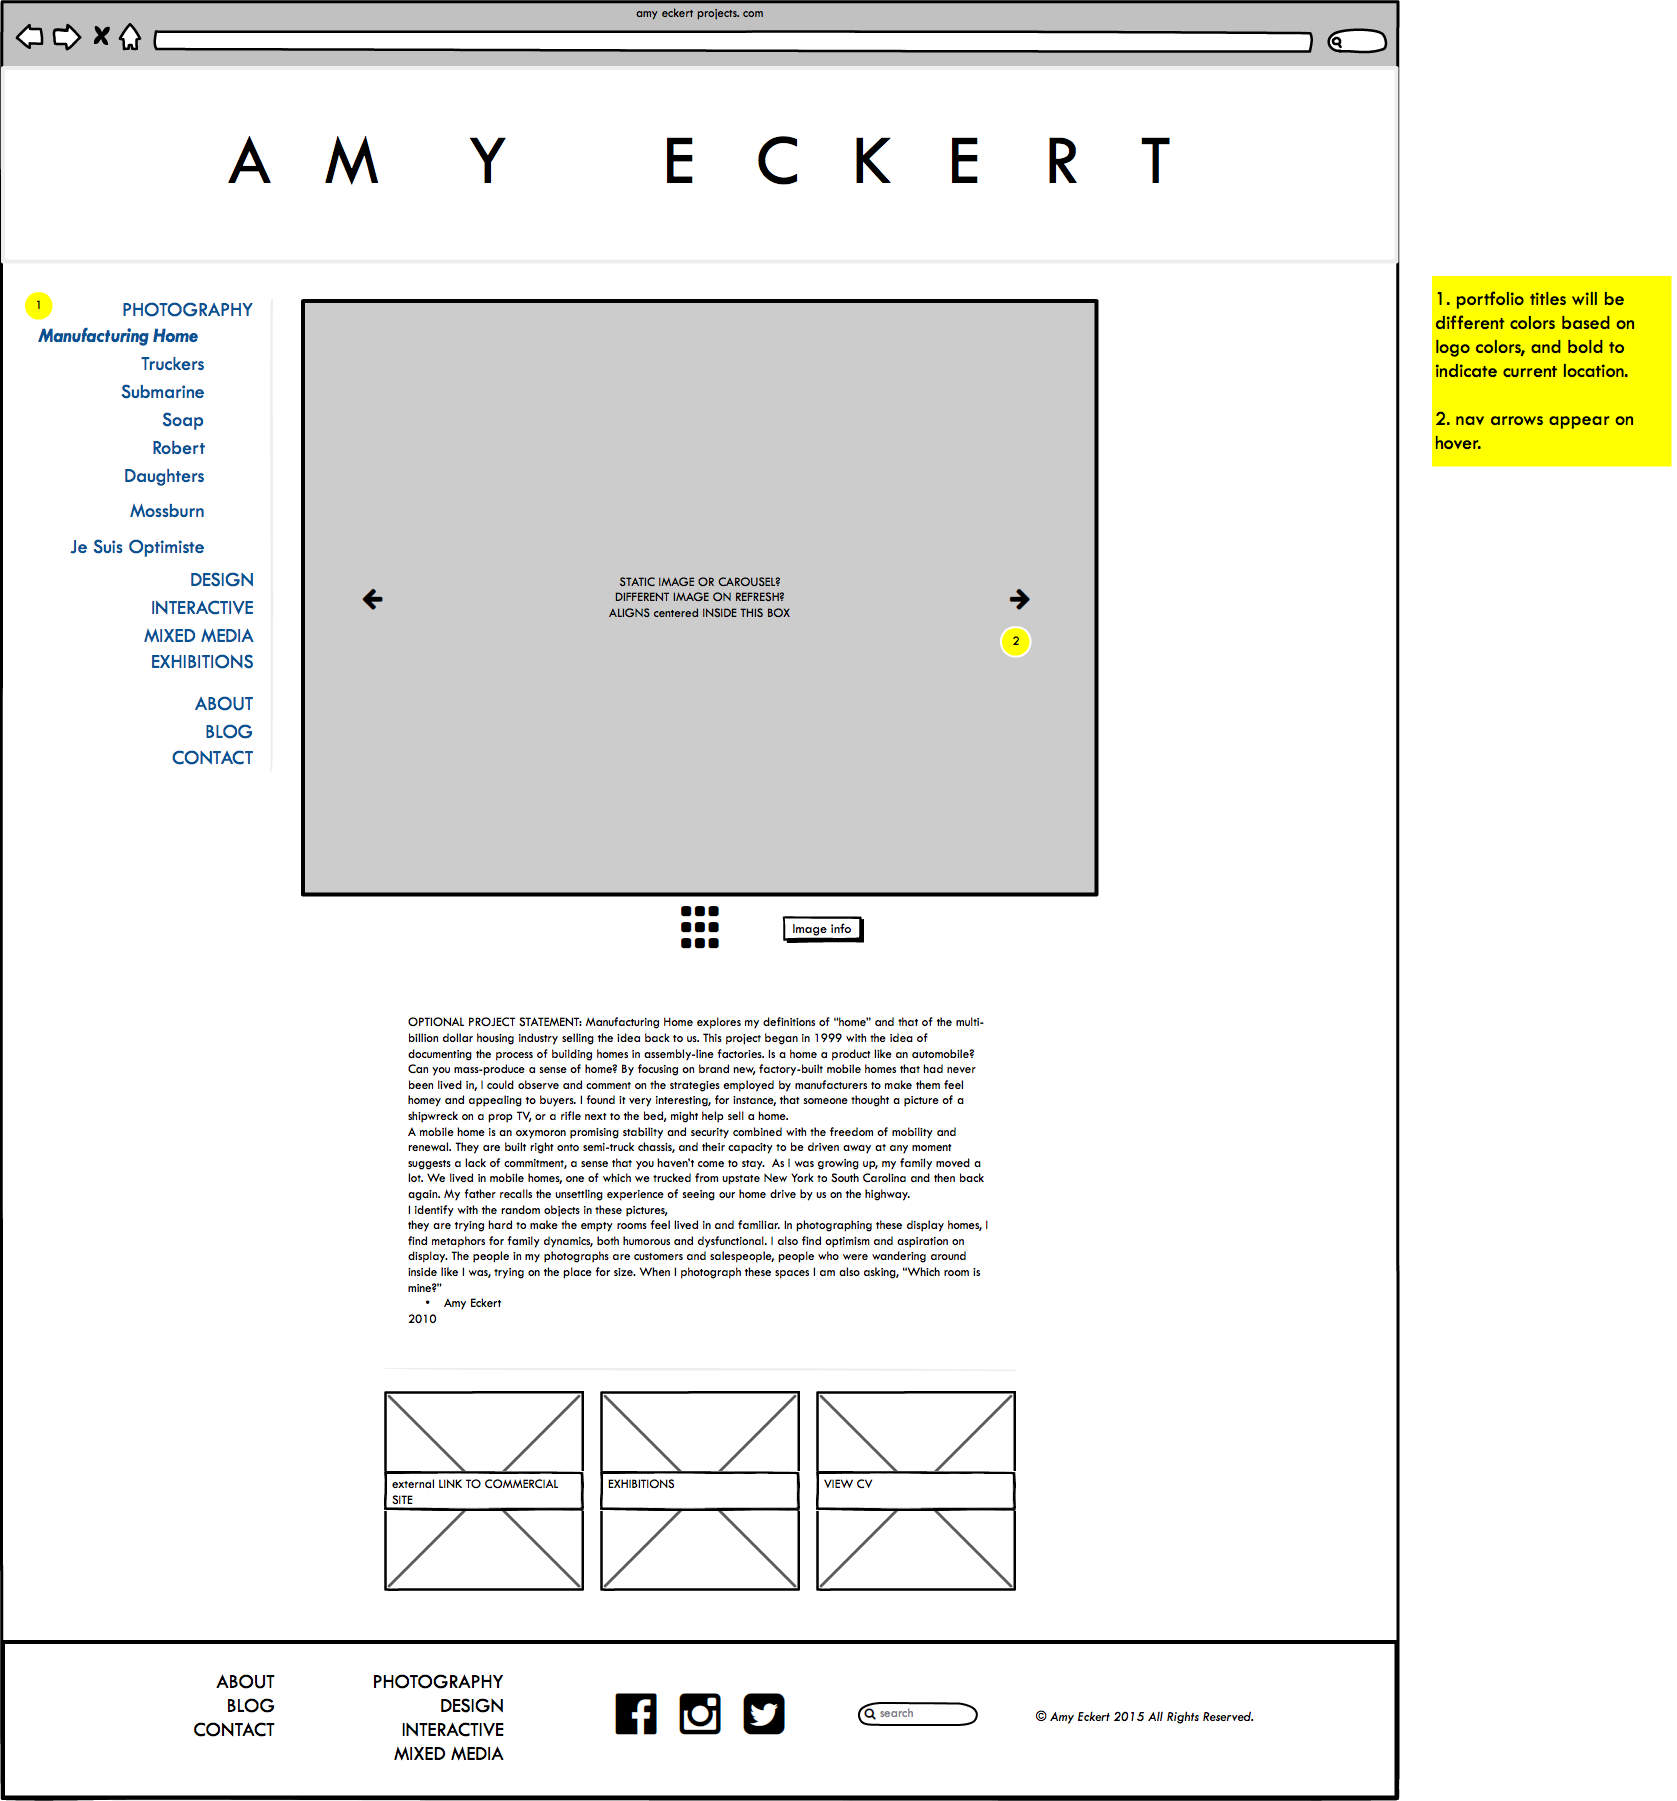 amy eckert projects. com
AMY ECKERT
1
PHOTOGRAPHY
Manufacturing Home
Truckers
Submarine
Soap
Robert
Daughters
Mossburn
Je Suis Optimiste
DESIGN
INTERACTIVE
MIXED MEDIA
EXHIBITIONS
ABOUT
BLOG
CONTACT
STATIC IMAGE OR CAROUSEL?
DIFFERENT IMAGE ON REFRESH?
ALIGNS centered INSIDE THIS BOX
2
1. portfolio titles will be
different colors based on
logo colors, and bold to
indicate current location.
2. nav arrows appear on
hover.
Image info
OPTIONAL PROJECT STATEMENT: Manufacturing Home explores my definitions of “home” and that of the multi-
billion dollar housing industry selling the idea back to us. This project began in 1999 with the idea of
documenting the process of building homes in assembly-line factories. Is a home a product like an automobile?
Can you mass-produce a sense of home? By focusing on brand new, factory-built mobile homes that had never
been lived in, I could observe and comment on the strategies employed by manufacturers to make them feel
homey and appealing to buyers. I found it very interesting, for instance, that someone thought a picture of a
shipwreck on a prop TV, or a rifle next to the bed, might help sell a home.
A mobile home is an oxymoron promising stability and security combined with the freedom of mobility and
renewal. They are built right onto semi-truck chassis, and their capacity to be driven away at any moment
suggests a lack of commitment, a sense that you haven't come to stay.  As I was growing up, my family moved a
lot. We lived in mobile homes, one of which we trucked from upstate New York to South Carolina and then back
again. My father recalls the unsettling experience of seeing our home drive by us on the highway.
I identify with the random objects in these pictures,
they are trying hard to make the empty rooms feel lived in and familiar. In photographing these display homes, I
find metaphors for family dynamics, both humorous and dysfunctional. I also find optimism and aspiration on
display. The people in my photographs are customers and salespeople, people who were wandering around
inside like I was, trying on the place for size. When I photograph these spaces I am also asking, “Which room is
mine?”
• Amy Eckert
2010
external LINK TO COMMERCIAL
SITE
EXHIBITIONS
VIEW CV
ABOUT
BLOG
CONTACT
PHOTOGRAPHY
DESIGN
INTERACTIVE
MIXED MEDIA
search
© Amy Eckert 2015 All Rights Reserved.